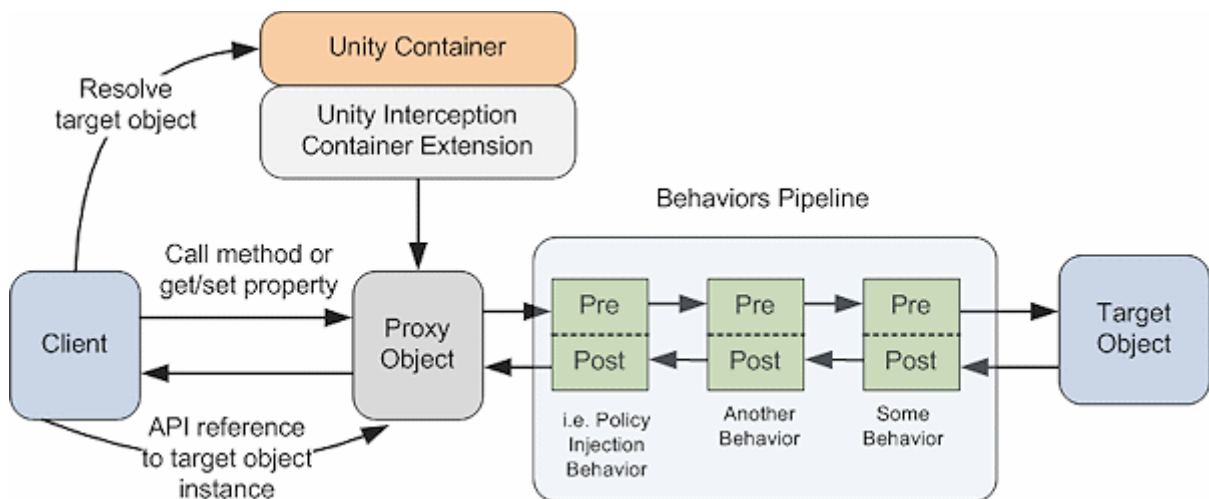 Unity Container
Resolve
target object
Unity Interception
Container Extension
Behaviors Pipeline
Call method or
get/set property
Client
Proxy
Object
Pre
Post
Pre
Post
Pre
Post
Target
Object
i.e. Policy
Injection
Behavior
Another
Behavior
Some
Behavior
API reference
to target object
instance